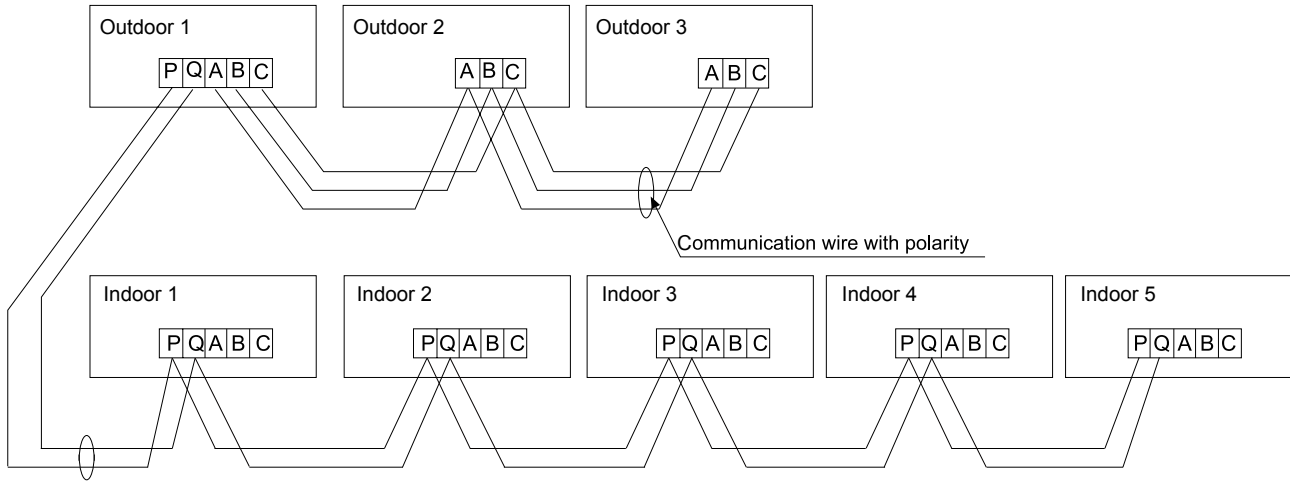 Outdoor 1
Outdoor 2
Outdoor 3
P Q A B C
A B C
A B C
Communication wire with polarity
Indoor 1
Indoor 2
Indoor 3
Indoor 4
Indoor 5
P Q A B C
P Q A B C
P Q A B C
P Q A B C
P Q A B C